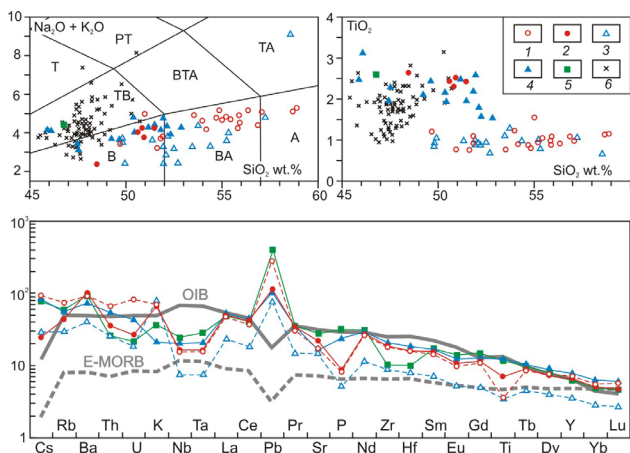 Na₂O + K₂O
10
8
6
4
2
T
PT
TB
BTA
TA
B
BA
A
45
50
55
60
SiO₂ wt.%
TiO₂
4
3
2
1
0
45
50
55
SiO₂ wt.%
1 2 3
4 5 6
10³
10²
10
1
OIB
E-MORB
Rb Th K Ta Ce Pr P Zr Sm Gd Tb Y Lu
Cs Ba U Nb La Pb Sr Nd Hf Eu Ti Dy Yb